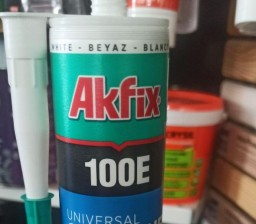 WHITE - BEYAZ - BLANC
Akfix
100E
UNIVERSAL